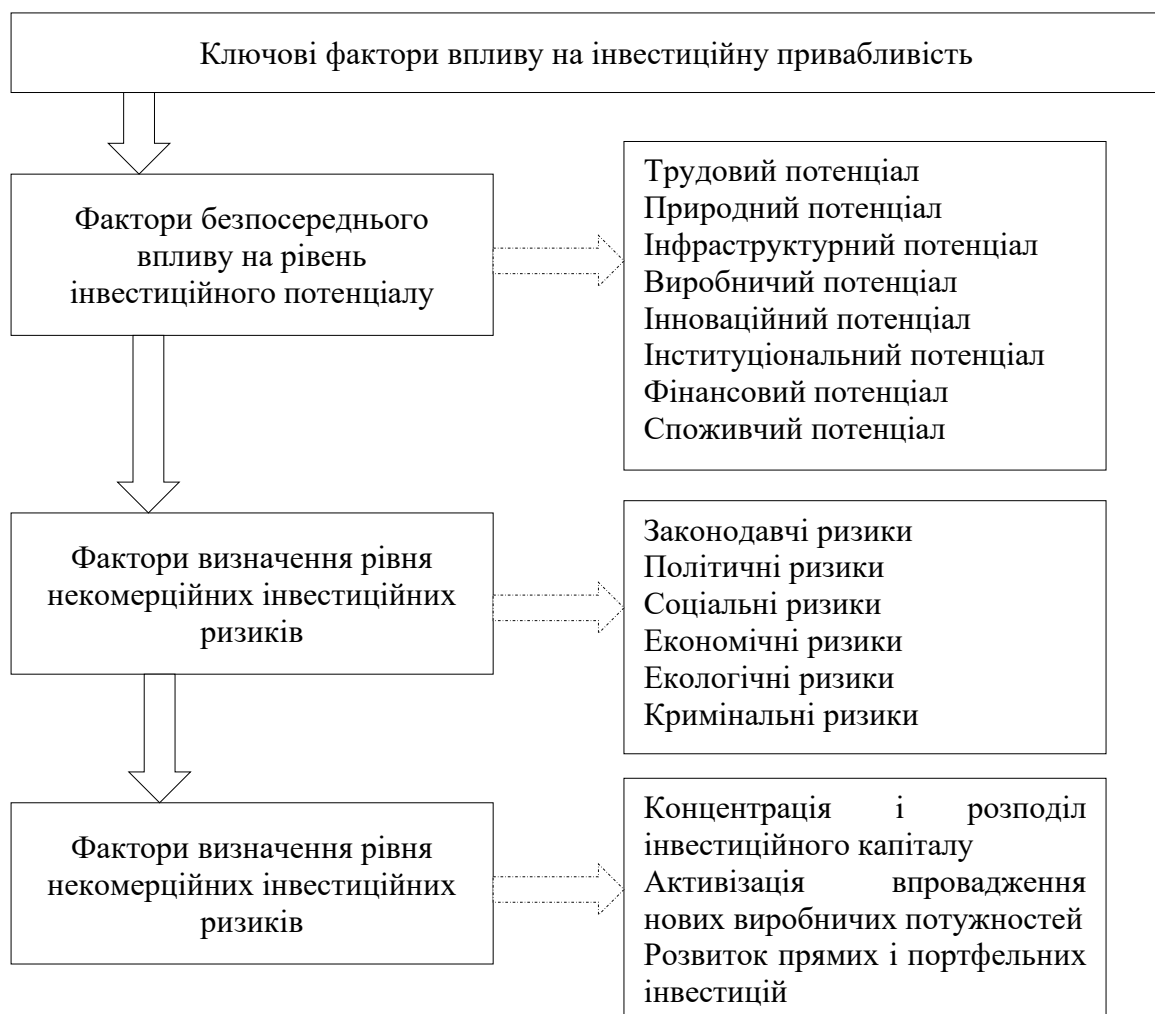 Ключові фактори впливу на інвестиційну привабливість
Фактори безпосереднього
впливу на рівень
інвестиційного потенціалу
Трудовий потенціал
Природний потенціал
Інфраструктурний потенціал
Виробничий потенціал
Інноваційний потенціал
Інституціональний потенціал
Фінансовий потенціал
Споживчий потенціал
Фактори визначення рівня
некомерційних інвестиційних
ризиків
Законодавчі ризики
Політичні ризики
Соціальні ризики
Економічні ризики
Екологічні ризики
Кримінальні ризики
Фактори визначення рівня
некомерційних інвестиційних
ризиків
Концентрація і розподіл
інвестиційного капіталу
Активізація впровадження
нових виробничих потужностей
Розвиток прямих і портфельних
інвестицій